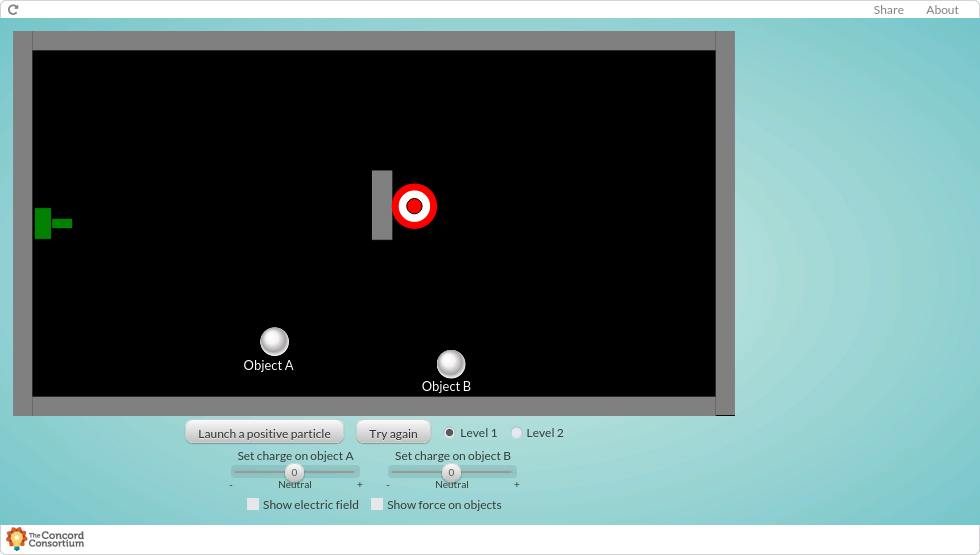 Share About
Object A
Object B
Launch a positive particle Try again Level 1 Level 2
Set charge on object A Set charge on object B
0 0
- Neutral + - Neutral +
Show electric field Show force on objects
The Concord
Consortium